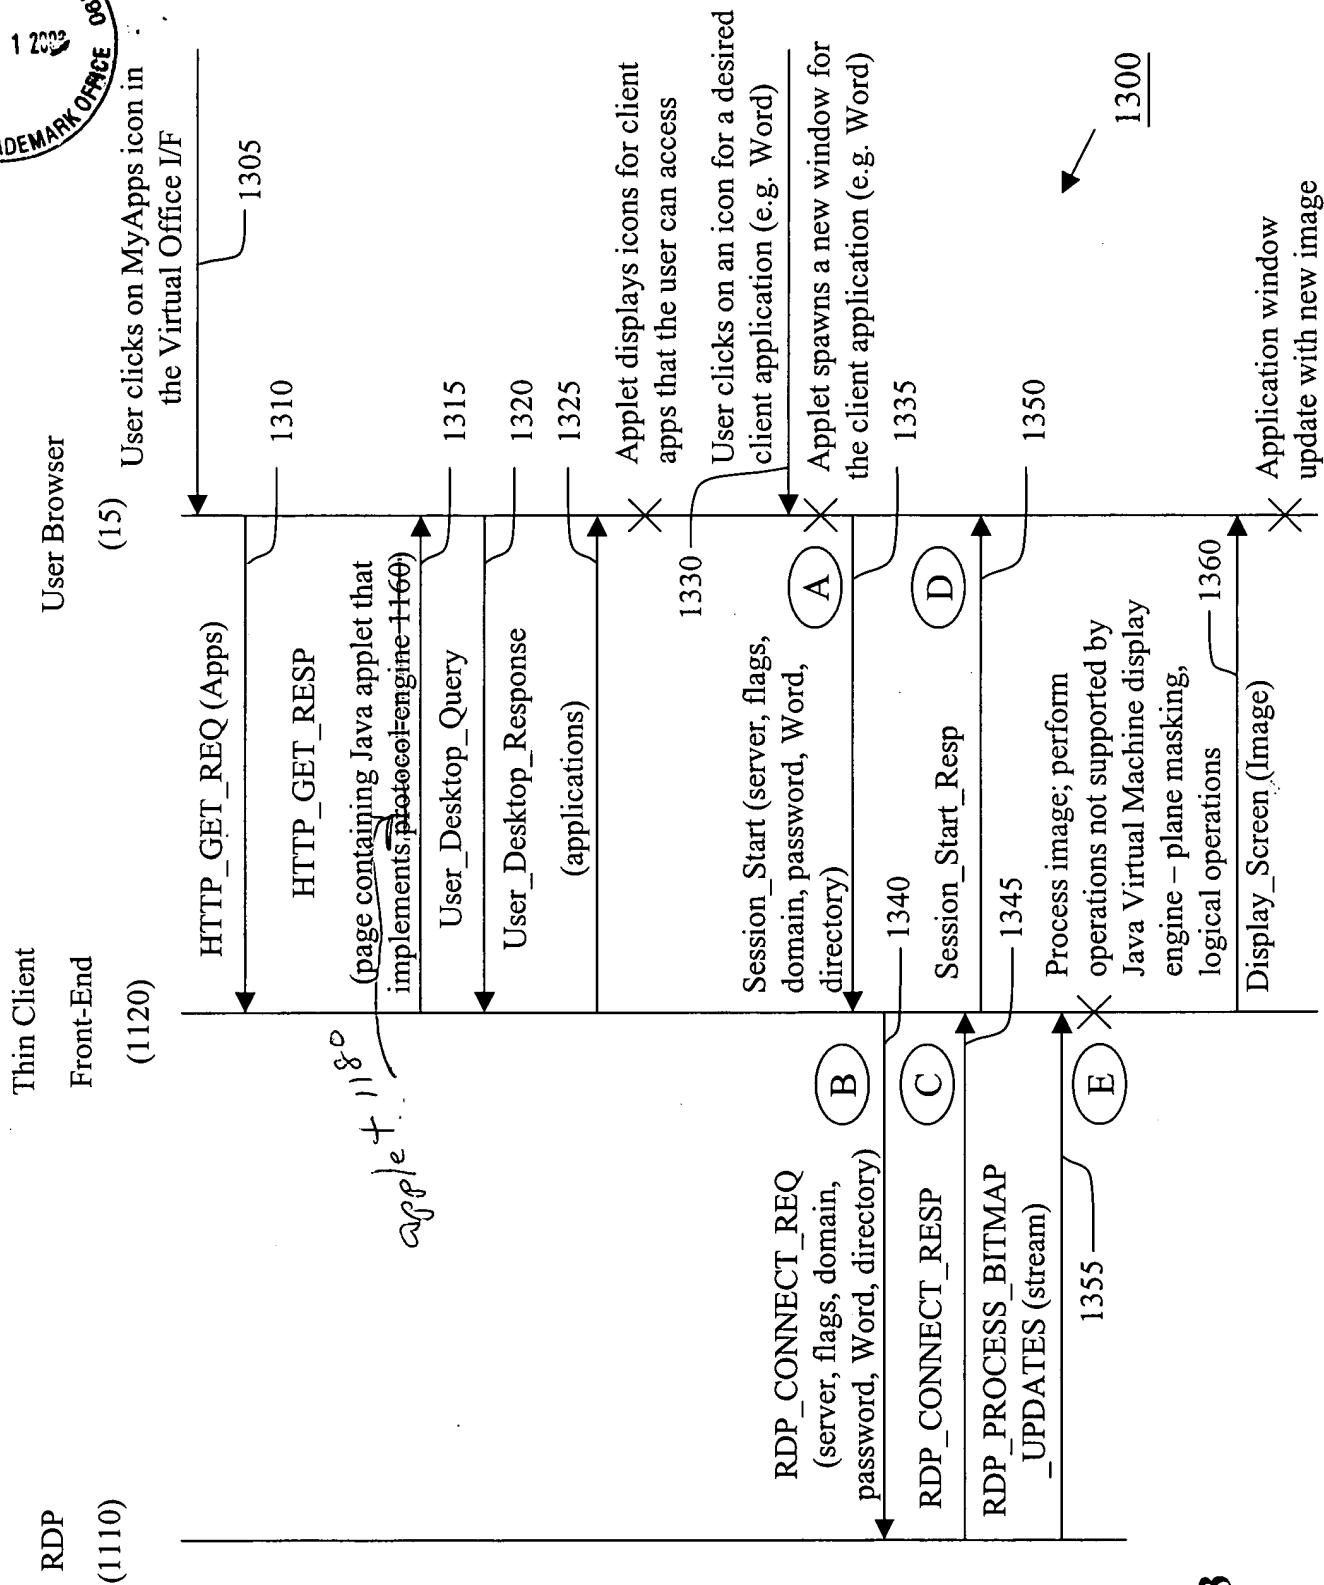 1 2002
DEMARK OFFICE
RDP
(1110)
Thin Client
Front-End
(1120)
User Browser
(15)
User clicks on MyApps icon in
the Virtual Office I/F
1305
HTTP_GET_REQ (Apps)
1310
HTTP_GET_RESP
(page containing Java applet that
implements protocol engine 1160)
applet 1180
1315
User_Desktop_Query
1320
User_Desktop_Response
(applications)
1325
Applet displays icons for client
apps that the user can access
User clicks on an icon for a desired
client application (e.g. Word)
1330
Applet spawns a new window for
the client application (e.g. Word)
A
Session_Start (server, flags,
domain, password, Word,
directory)
1335
B
RDP_CONNECT_REQ
(server, flags, domain,
password, Word, directory)
1340
C
RDP_CONNECT_RESP
1345
D
Session_Start_Resp
1350
RDP_PROCESS_BITMAP
_UPDATES (stream)
1355
E
Process image; perform
operations not supported by
Java Virtual Machine display
engine – plane masking,
logical operations
1360
Display_Screen (Image)
Application window
update with new image
1300